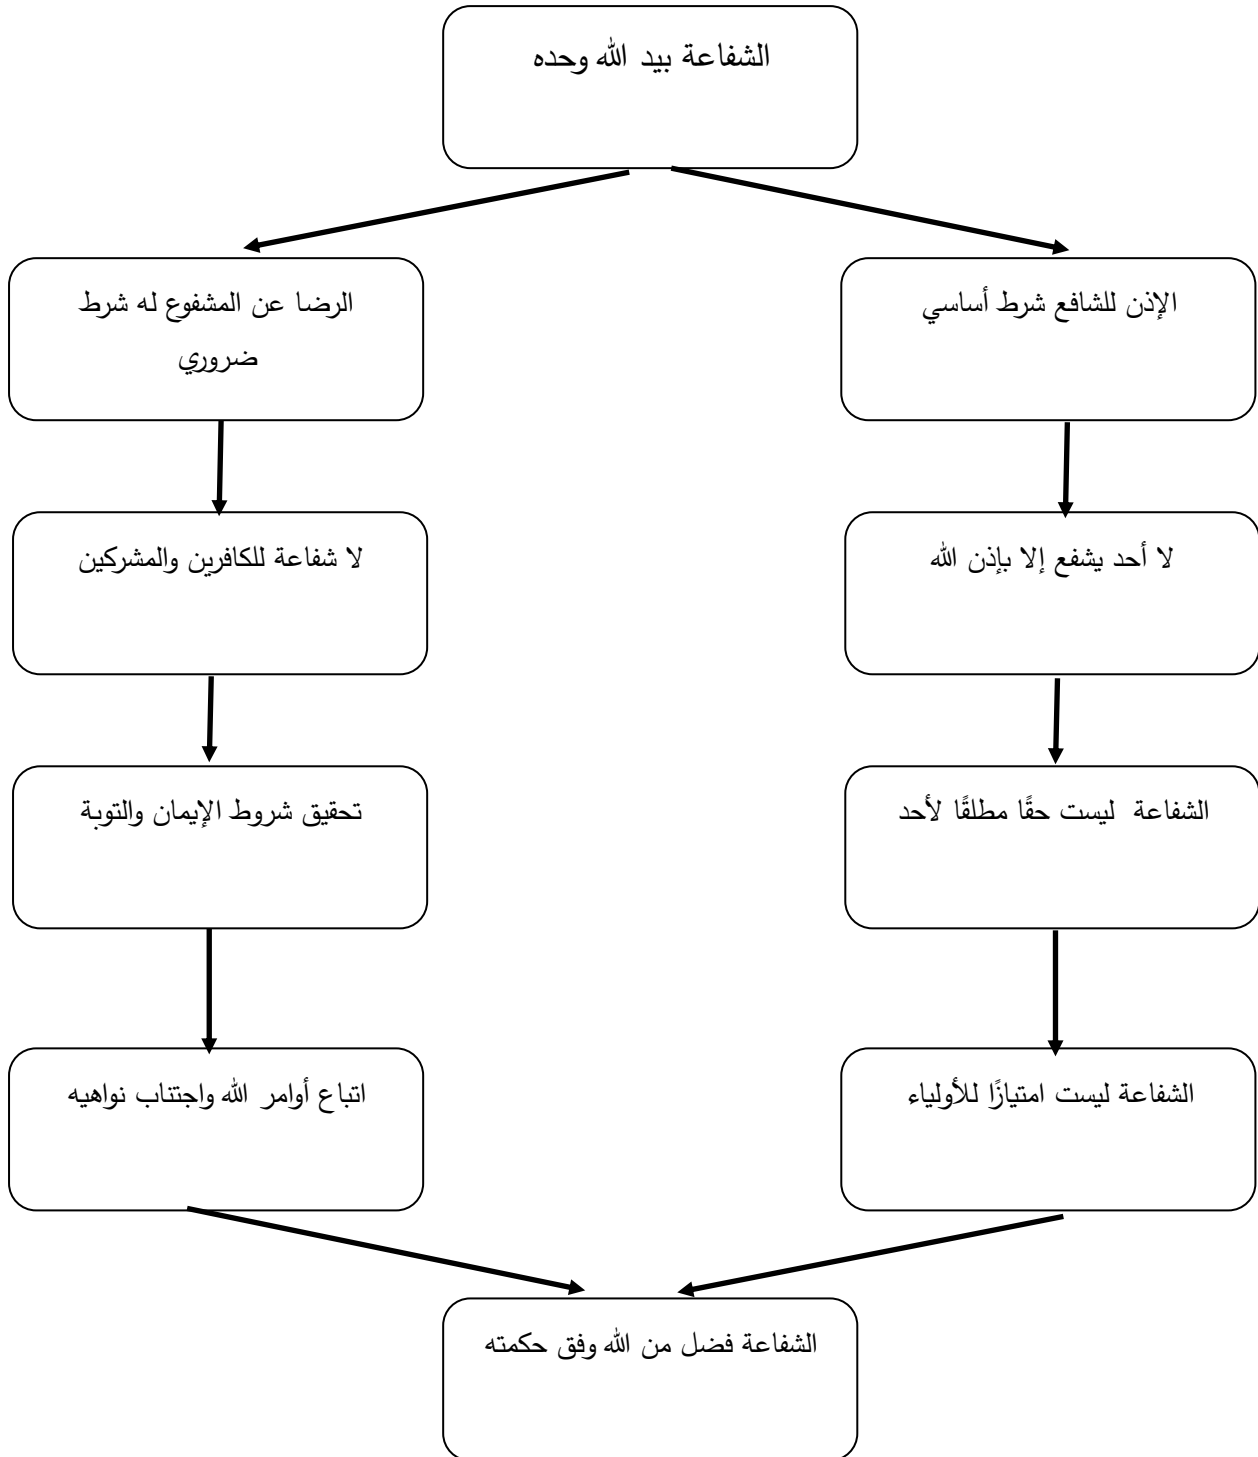 الشفاعة بيد الله وحده
الإذن للشافع شرط أساسي
الرضا عن المشفوع له شرط
ضروري
لا أحد يشفع إلا بإذن الله
لا شفاعة للكافرين والمشركين
الشفاعة ليست حقًا مطلقًا لأحد
تحقيق شروط الإيمان والتوبة
الشفاعة ليست امتيازًا للأولياء
اتباع أوامر الله واجتناب نواهيه
الشفاعة فضل من الله وفق حكمته